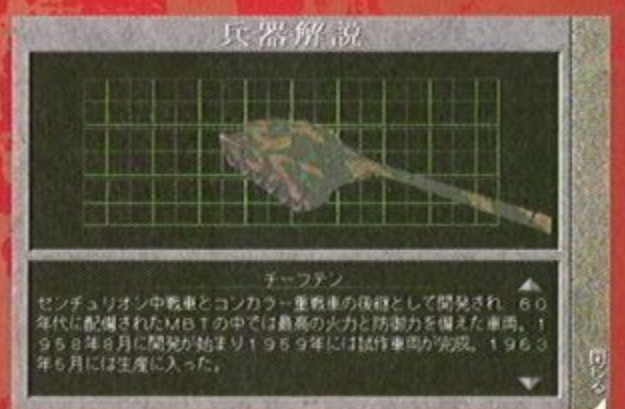 兵器解説
チーフテン
センチュリオン中戦車とコンカラー重戦車の後継として開発され 60
年代に配備されたMBTの中では最高の火力と防御力を備えた車両。1
958年8月に開発が始まり1959年には試作車両が完成。1963
年5月には生産に入った。
閉じる